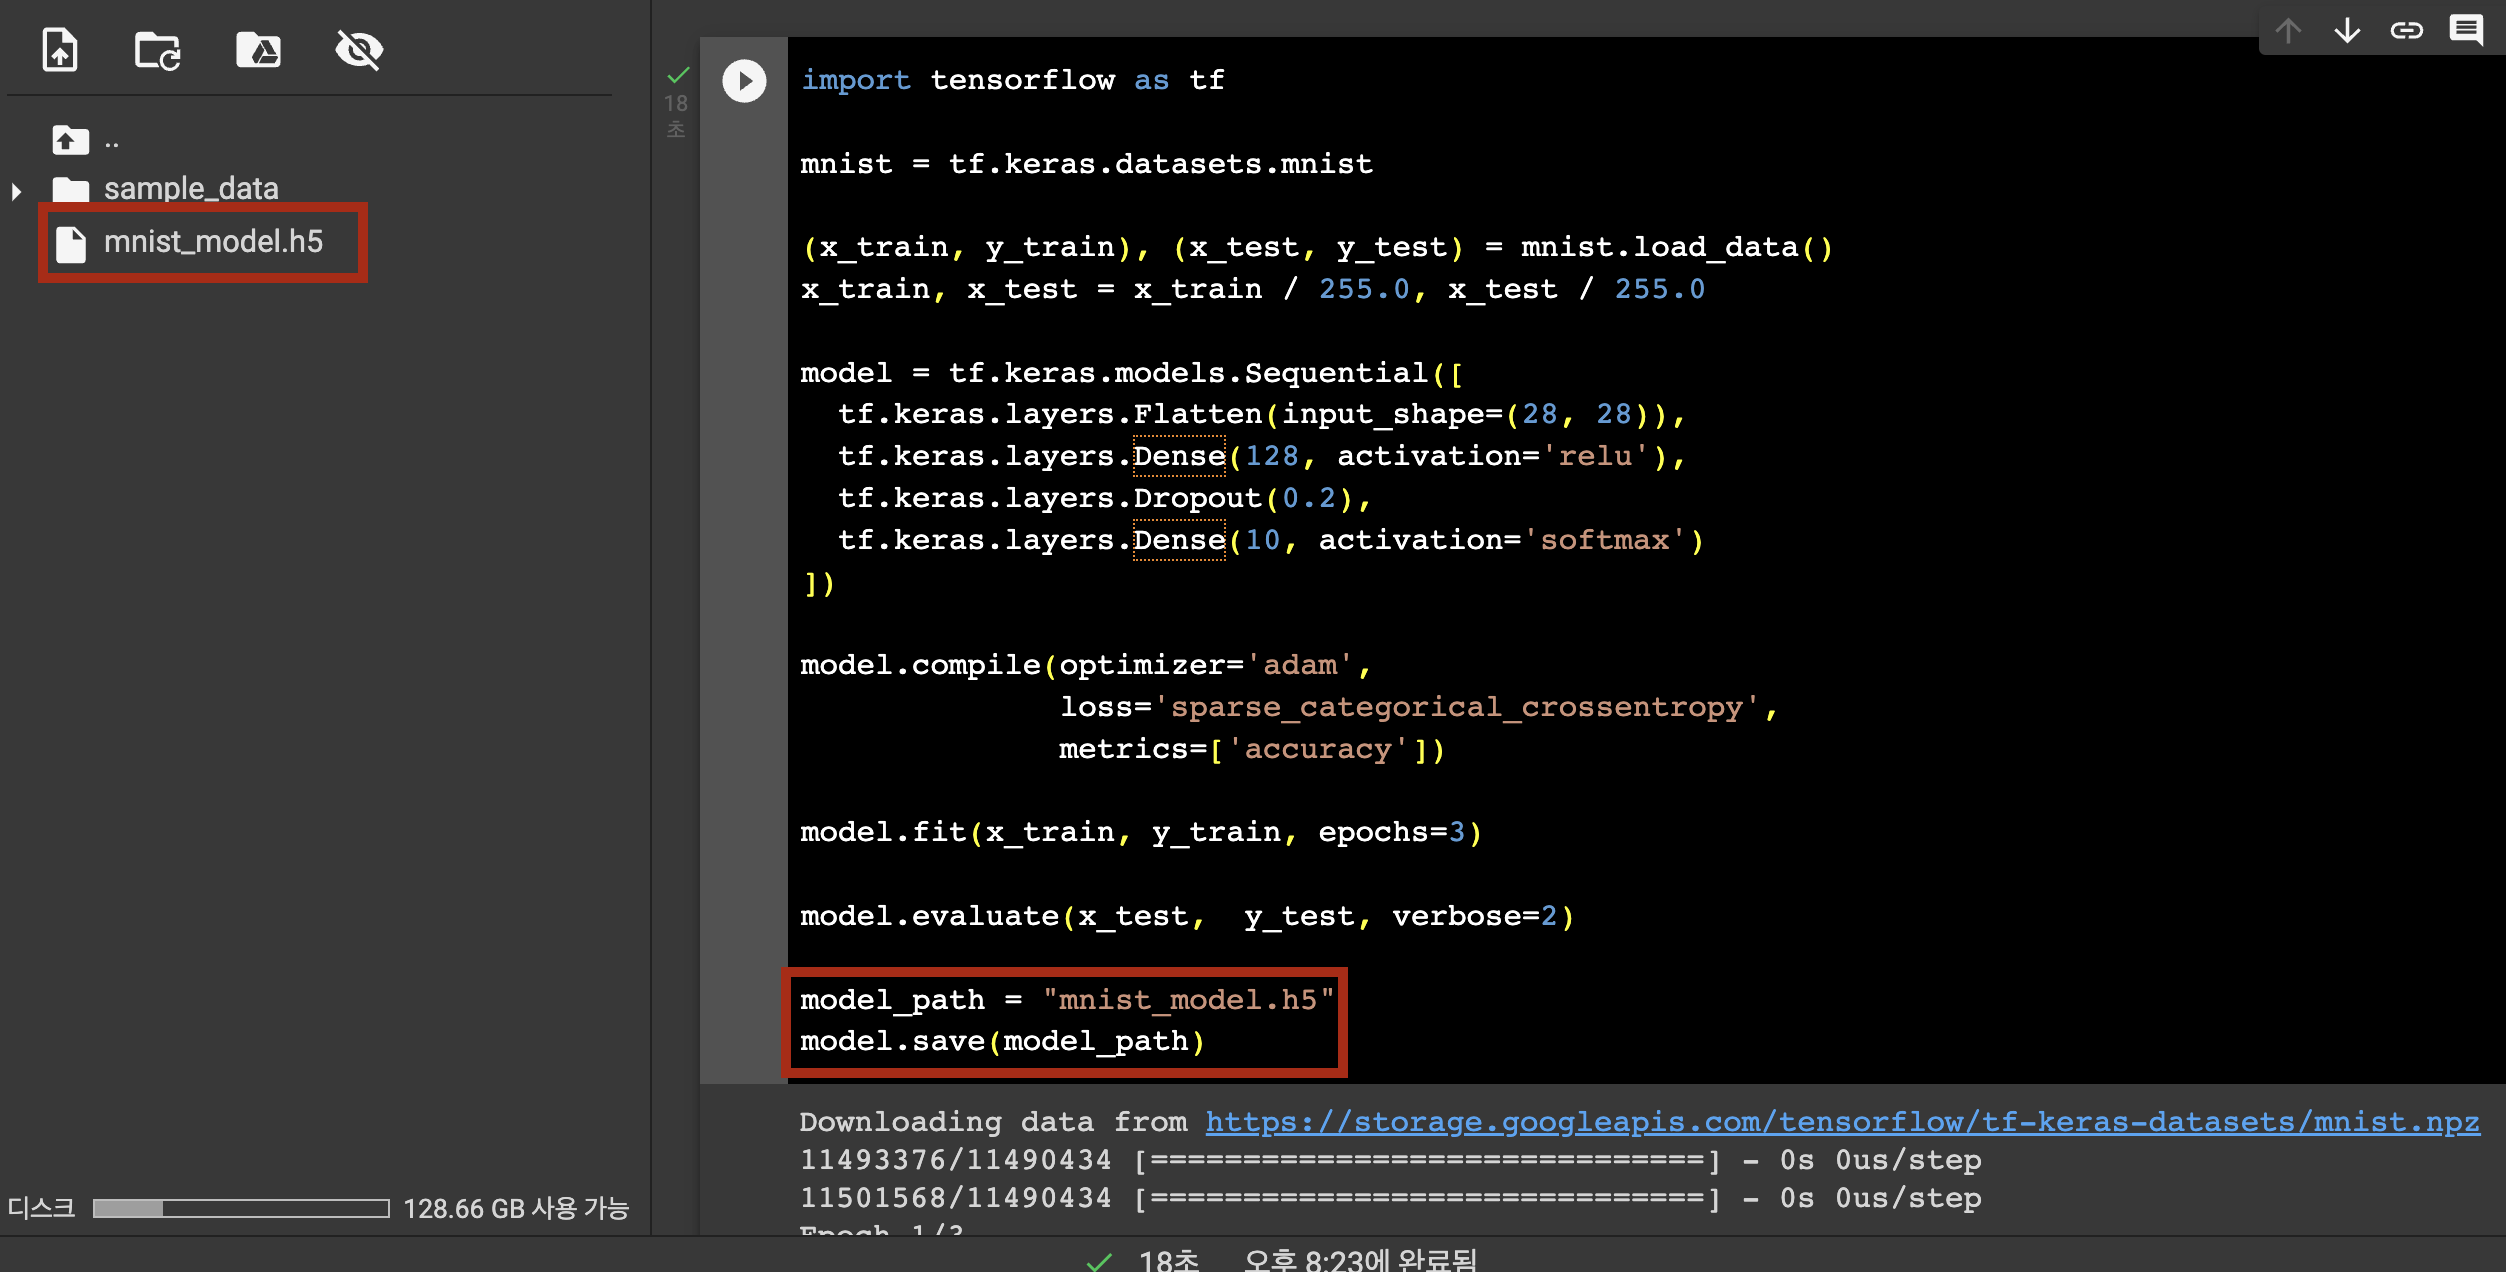 ..
sample_data
mnist_model.h5
디스크 128.66 GB 사용 가능
18
초
import tensorflow as tf
mnist = tf.keras.datasets.mnist
(x_train, y_train), (x_test, y_test) = mnist.load_data()
x_train, x_test = x_train / 255.0, x_test / 255.0
model = tf.keras.models.Sequential([
  tf.keras.layers.Flatten(input_shape=(28, 28)),
  tf.keras.layers.Dense(128, activation='relu'),
  tf.keras.layers.Dropout(0.2),
  tf.keras.layers.Dense(10, activation='softmax')
])
model.compile(optimizer='adam',
              loss='sparse_categorical_crossentropy',
              metrics=['accuracy'])
model.fit(x_train, y_train, epochs=3)
model.evaluate(x_test,  y_test, verbose=2)
model_path = "mnist_model.h5"
model.save(model_path)
Downloading data from https://storage.googleapis.com/tensorflow/tf-keras-datasets/mnist.npz
11493376/11490434 [==============================] - 0s 0us/step
11501568/11490434 [==============================] - 0s 0us/step
Epoch 1/3
18초 오후 8:23에 완료됨